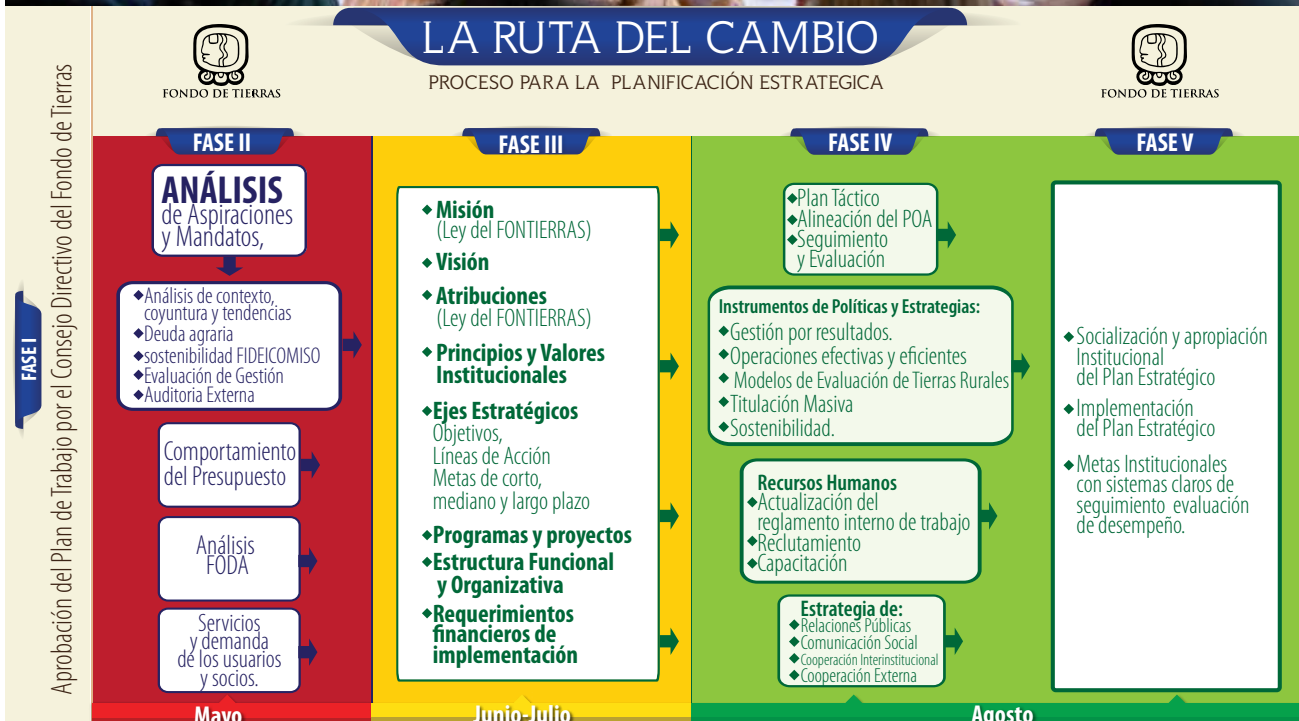 LA RUTA DEL CAMBIO
PROCESO PARA LA PLANIFICACIÓN ESTRATEGICA
FONDO DE TIERRAS
FONDO DE TIERRAS
FASE I
Aprobación del Plan de Trabajo por el Consejo Directivo del Fondo de Tierras
FASE II
ANÁLISIS
de Aspiraciones
y Mandatos,
◆Análisis de contexto,
coyuntura y tendencias
◆Deuda agraria
◆sostenibilidad FIDEICOMISO
◆Evaluación de Gestión
◆Auditoria Externa
Comportamiento
del Presupuesto
Análisis
FODA
Servicios
y demanda
de los usuarios
y socios.
Mayo
FASE III
◆ Misión
(Ley del FONTIERRAS)
◆ Visión
◆ Atribuciones
(Ley del FONTIERRAS)
◆ Principios y Valores
Institucionales
◆Ejes Estratégicos
Objetivos,
Líneas de Acción
Metas de corto,
mediano y largo plazo
◆Programas y proyectos
◆Estructura Funcional
y Organizativa
◆Requerimientos
financieros de
implementación
Junio-Julio
FASE IV
◆Plan Táctico
◆Alineación del POA
◆Seguimiento
y Evaluación
Instrumentos de Políticas y Estrategias:
◆Gestión por resultados.
◆Operaciones efectivas y eficientes
◆ Modelos de Evaluación de Tierras Rurales
◆Titulación Masiva
◆Sostenibilidad.
Recursos Humanos
◆Actualización del
reglamento interno de trabajo
◆Reclutamiento
◆Capacitación
Estrategia de:
◆Relaciones Públicas
◆Comunicación Social
◆Cooperación Interinstitucional
◆Cooperación Externa
FASE V
◆ Socialización y apropiación
Institucional
del Plan Estratégico
◆ Implementación
del Plan Estratégico
◆ Metas Institucionales
con sistemas claros de
seguimiento evaluación
de desempeño.
Agosto